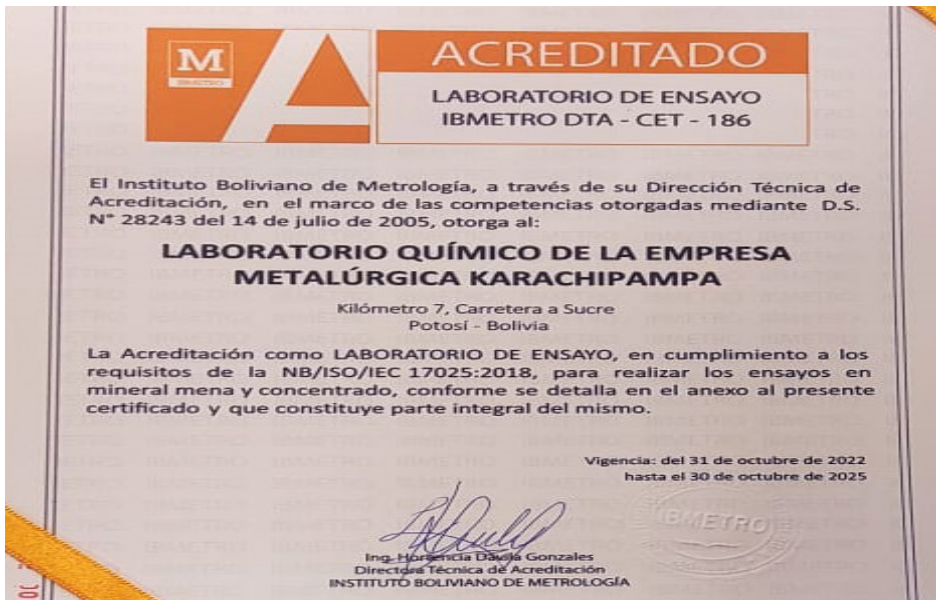 M
IBMETRO
A
ACREDITADO
LABORATORIO DE ENSAYO
IBMETRO DTA - CET - 186
El Instituto Boliviano de Metrología, a través de su Dirección Técnica de
Acreditación, en el marco de las competencias otorgadas mediante D.S.
N° 28243 del 14 de julio de 2005, otorga al:
LABORATORIO QUÍMICO DE LA EMPRESA
METALÚRGICA KARACHIPAMPA
Kilómetro 7, Carretera a Sucre
Potosí - Bolivia
La Acreditación como LABORATORIO DE ENSAYO, en cumplimiento a los
requisitos de la NB/ISO/IEC 17025:2018, para realizar los ensayos en
mineral mena y concentrado, conforme se detalla en el anexo al presente
certificado y que constituye parte integral del mismo.
Vigencia: del 31 de octubre de 2022
hasta el 30 de octubre de 2025
IBMETRO
Ing. Hortencia Dávila Gonzales
Directora Técnica de Acreditación
INSTITUTO BOLIVIANO DE METROLOGÍA